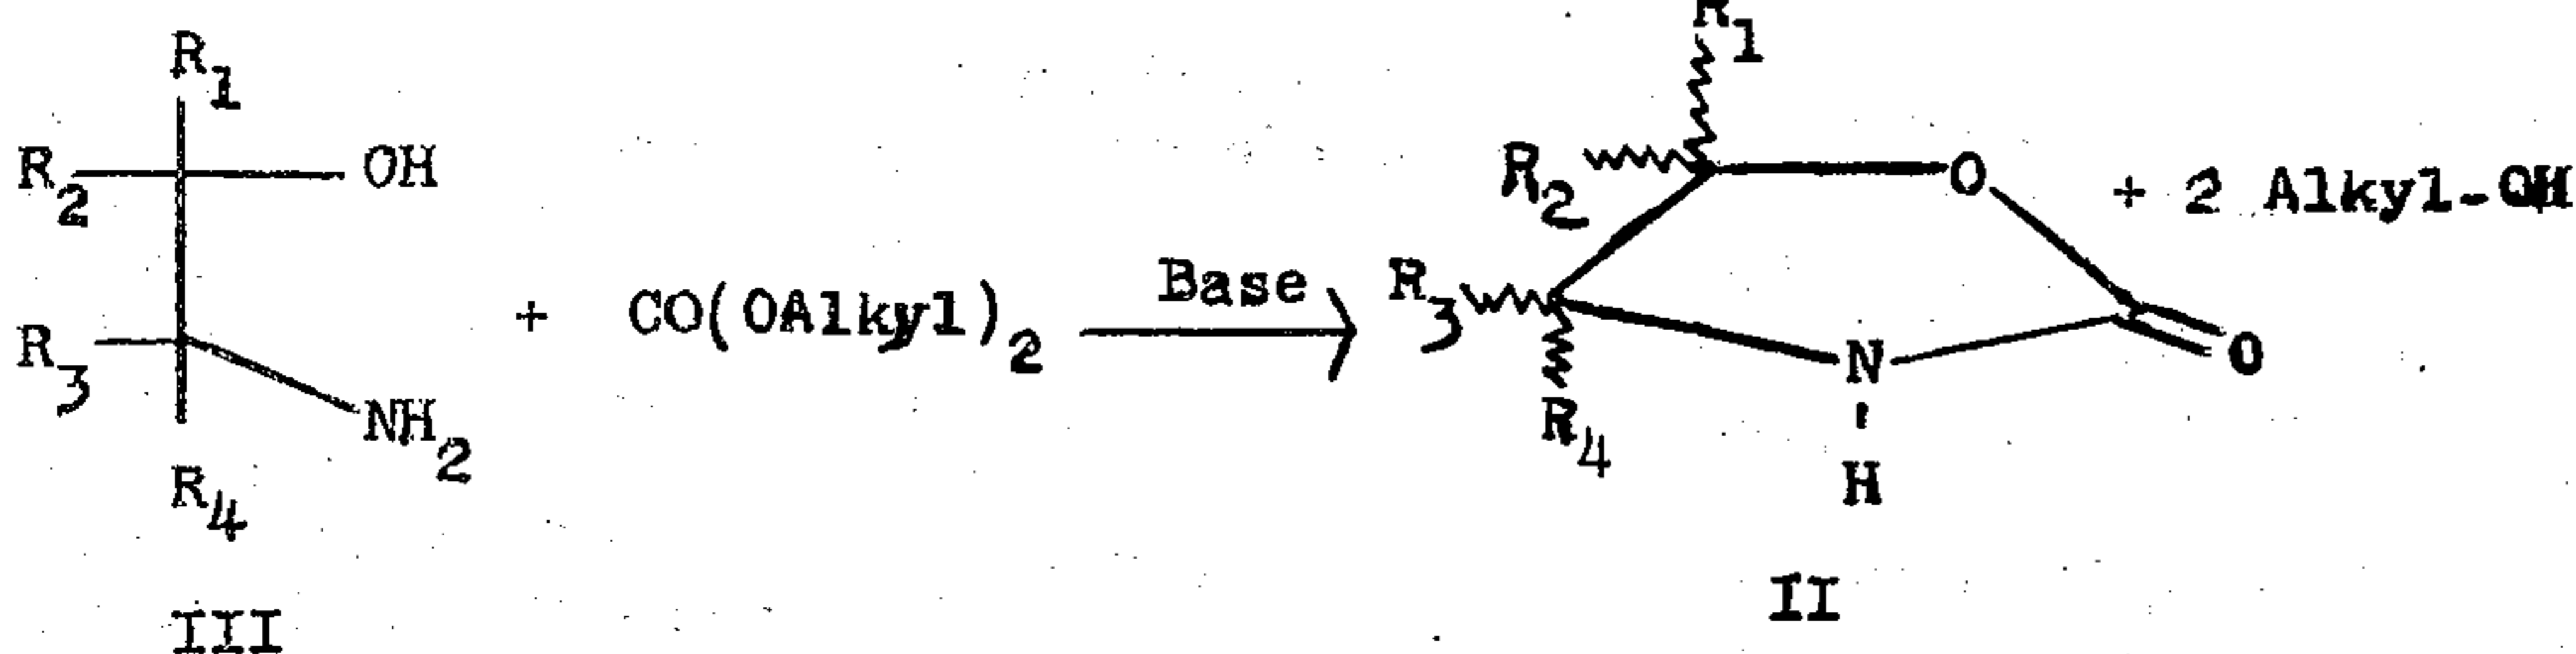 R1
R2 OH
R3 NH2
R4
III
+ CO(OAlkyl)2
Base
R1
R2 O
R3 N O
R4 H
II
+ 2 Alkyl-OH